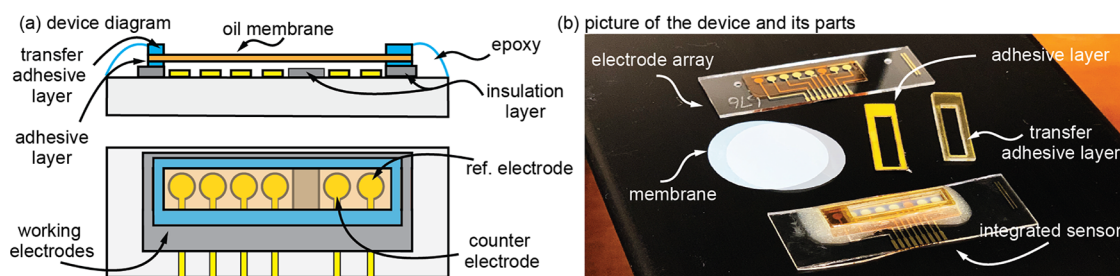 (a) device diagram
oil membrane
transfer
adhesive
layer
epoxy
insulation
layer
adhesive
layer
ref. electrode
working
electrodes
counter
electrode
(b) picture of the device and its parts
electrode array
adhesive layer
transfer
adhesive layer
membrane
integrated sensor